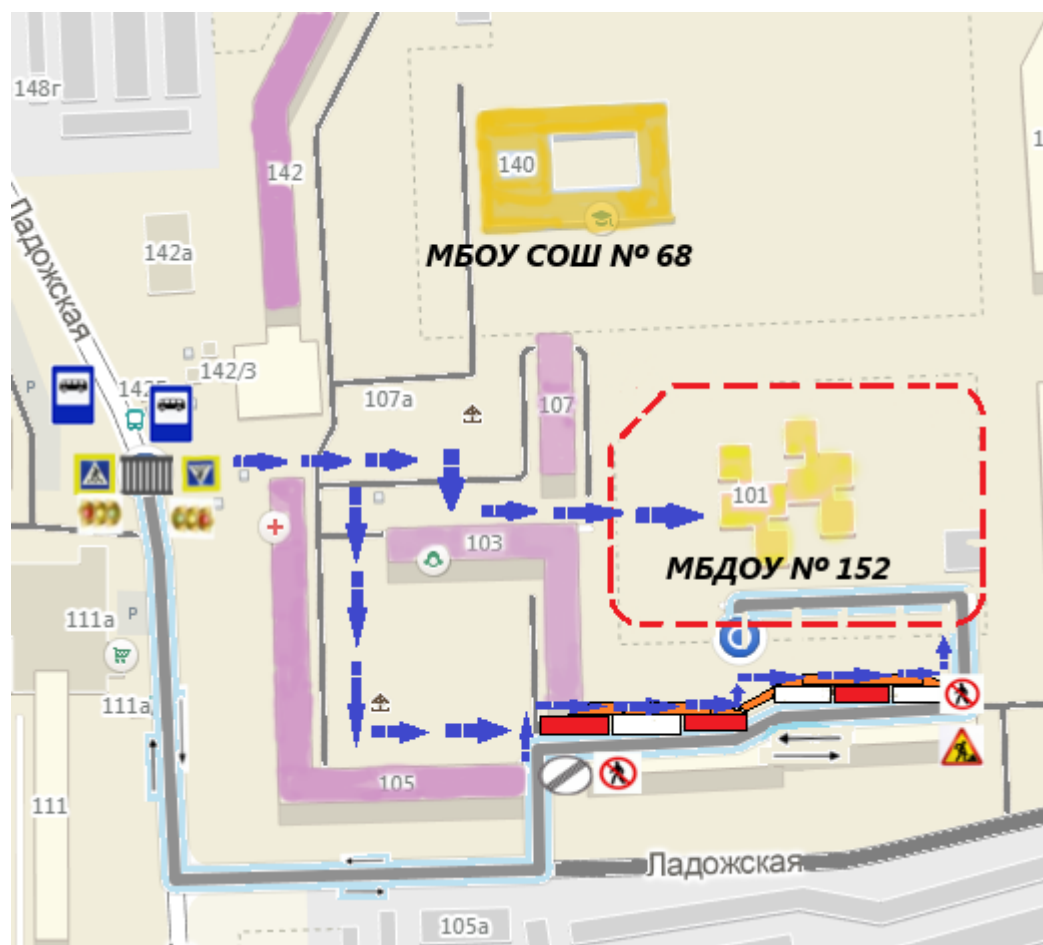 148г
142
140
МБОУ СОШ № 68
142а
Ладожская
142/3
P
107а
107
101
МБДОУ № 152
103
111а
P
111а
111
105
Ладожская
105а